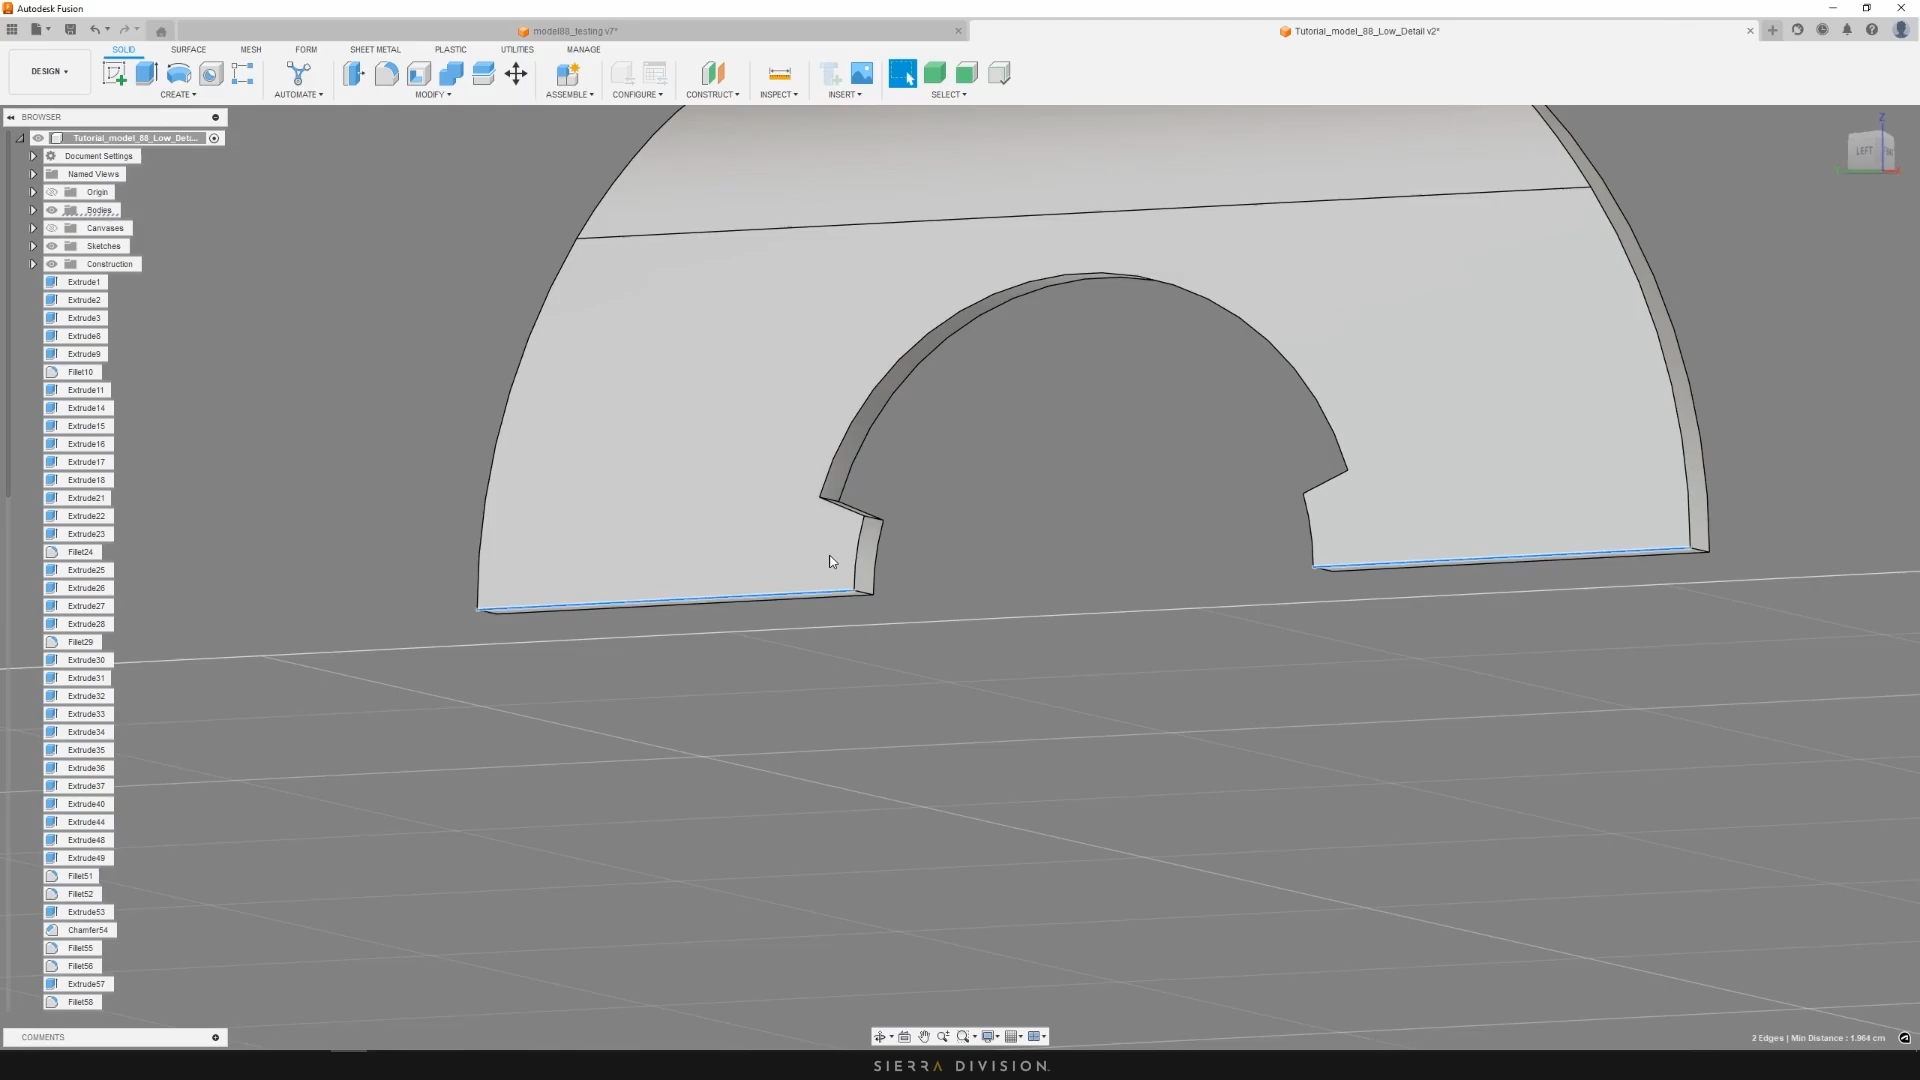 Autodesk Fusion
model88_testing v7*
Tutorial_model_88_Low_Detail v2*
SOLID SURFACE MESH FORM SHEET METAL PLASTIC UTILITIES MANAGE
DESIGN
CREATE AUTOMATE MODIFY ASSEMBLE CONFIGURE CONSTRUCT INSPECT INSERT SELECT
BROWSER
Tutorial_model_88_Low_Deta...
Document Settings
Named Views
Origin
Bodies
Canvases
Sketches
Construction
Extrude1
Extrude2
Extrude3
Extrude8
Extrude9
Fillet10
Extrude11
Extrude14
Extrude15
Extrude16
Extrude17
Extrude18
Extrude21
Extrude22
Extrude23
Fillet24
Extrude25
Extrude26
Extrude27
Extrude28
Fillet29
Extrude30
Extrude31
Extrude32
Extrude33
Extrude34
Extrude35
Extrude36
Extrude37
Extrude40
Extrude44
Extrude48
Extrude49
Fillet51
Fillet52
Extrude53
Chamfer54
Fillet55
Fillet56
Extrude57
Fillet58
Z
LEFT
COMMENTS
2 Edges | Min Distance : 1.964 cm
SIERRA DIVISION